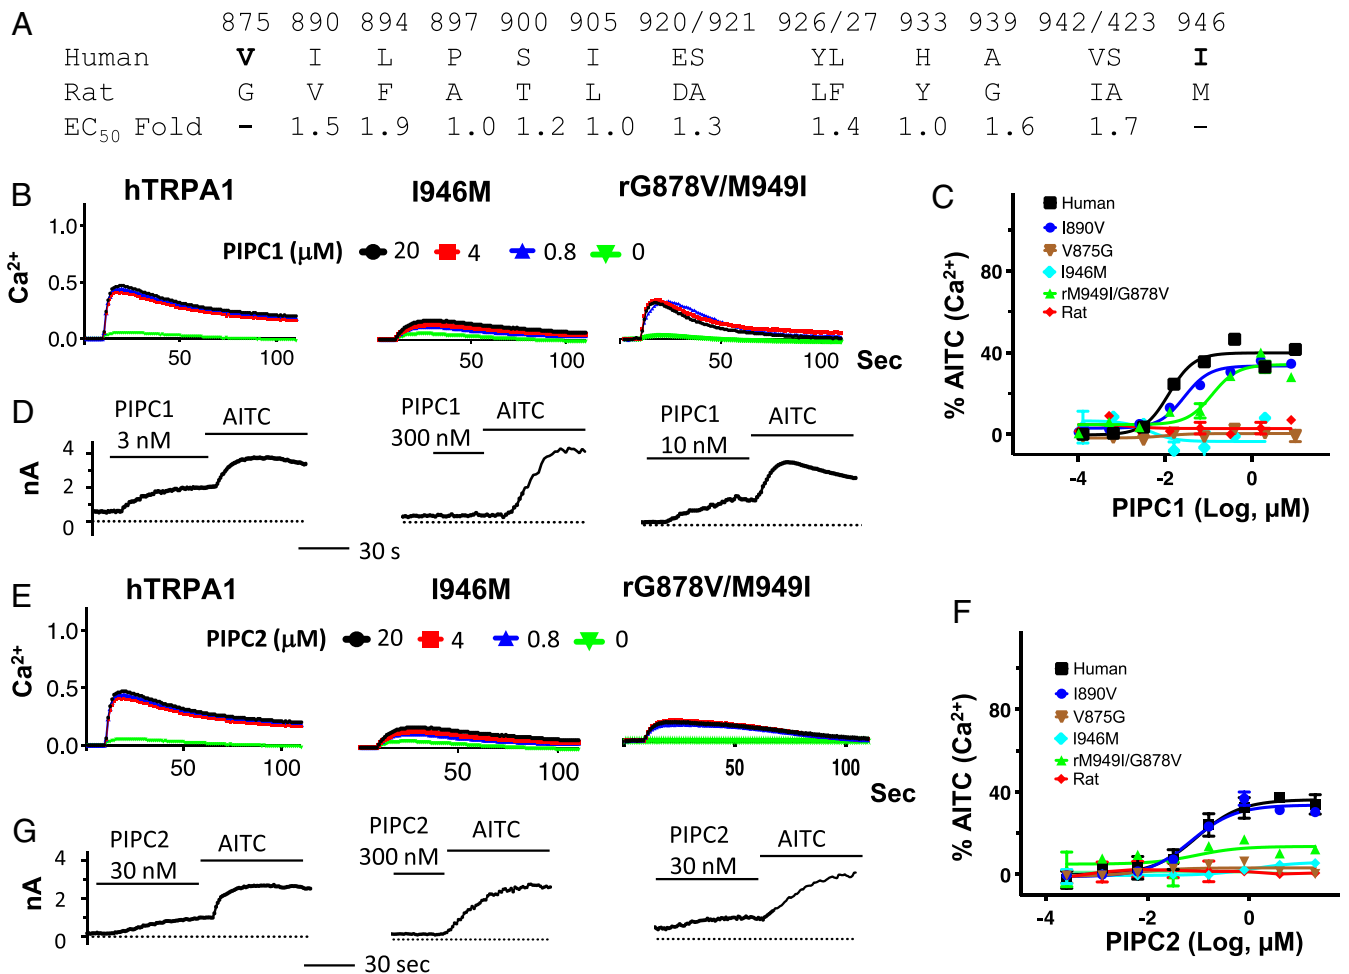 A
875 890 894 897 900 905 920/921 926/27 933 939 942/423 946
Human V I L P S I ES YL H A VS I
Rat G V F A T L DA LF Y G IA M
EC50 Fold - 1.5 1.9 1.0 1.2 1.0 1.3 1.4 1.0 1.6 1.7 -
B
hTRPA1 I946M rG878V/M949I
PIPC1 (µM) 20 4 0.8 0
Ca2+
1.0
0.5
0.0
50 100 50 100 50 100 Sec
C
Human
I890V
V875G
I946M
rM949I/G878V
Rat
% AITC (Ca2+)
80
40
0
-4 -2 0
PIPC1 (Log, µM)
D
PIPC1 AITC PIPC1 AITC PIPC1 AITC
3 nM 300 nM 10 nM
nA
4
2
0
30 s
E
hTRPA1 I946M rG878V/M949I
PIPC2 (µM) 20 4 0.8 0
Ca2+
1.0
0.5
0.0
50 100 50 100 50 100
Sec
F
Human
I890V
V875G
I946M
rM949I/G878V
Rat
% AITC (Ca2+)
80
40
0
-4 -2 0
PIPC2 (Log, µM)
G
PIPC2 AITC PIPC2 AITC PIPC2 AITC
30 nM 300 nM 30 nM
nA
4
2
0
30 sec